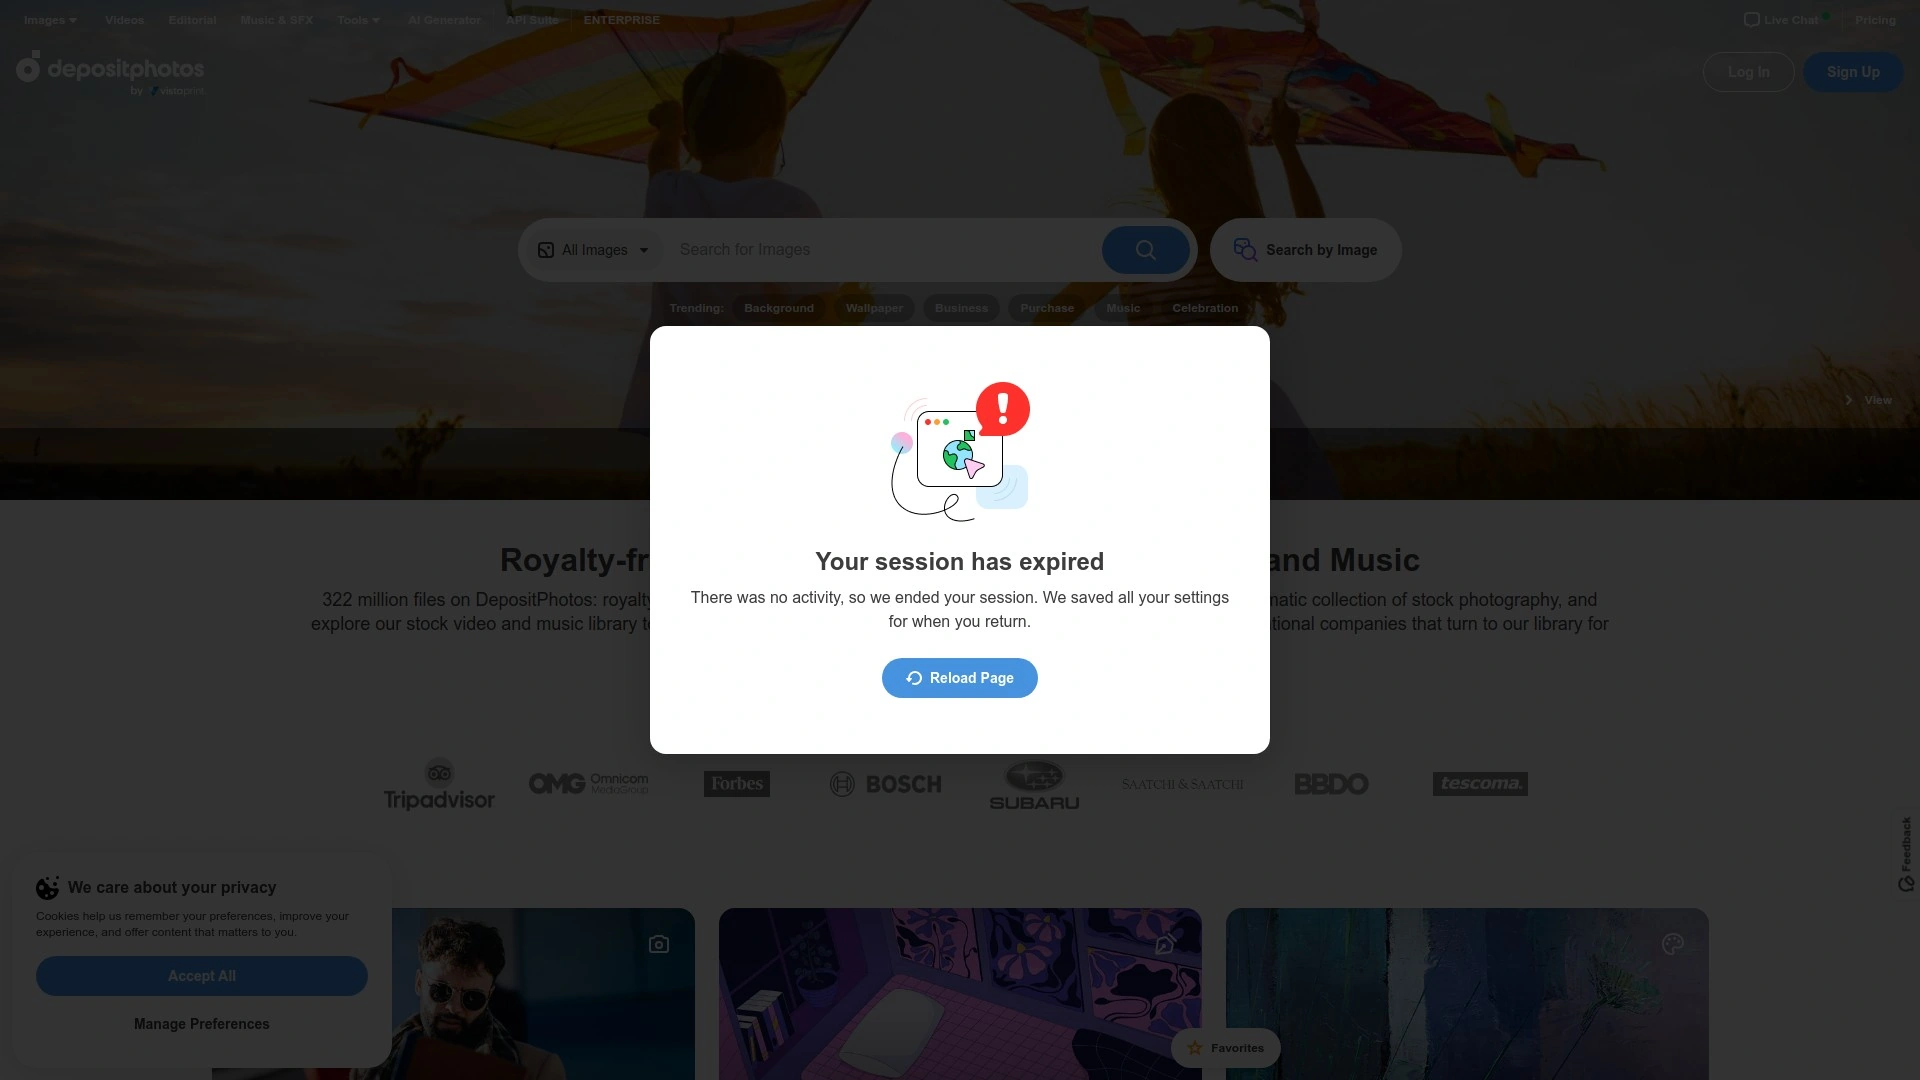 Images
Videos
Editorial
Music & SFX
Tools
AI Generator
API Suite
ENTERPRISE
Live Chat
Pricing
depositphotos
by vistaprint.
Log In
Sign Up
All Images
Search for Images
Search by Image
Trending:
Background
Wallpaper
Business
Purchase
Music
Celebration
View
Your session has expired
There was no activity, so we ended your session. We saved all your settings
for when you return.
Reload Page
Royalty-fr
and Music
322 million files on DepositPhotos: royalty
matic collection of stock photography, and
explore our stock video and music library t
tional companies that turn to our library for
Tripadvisor
OMG Omnicom
MediaGroup
Forbes
BOSCH
SUBARU
SAATCHI & SAATCHI
BBDO
tescoma.
Feedback
We care about your privacy
Cookies help us remember your preferences, improve your
experience, and offer content that matters to you.
Accept All
Manage Preferences
Favorites